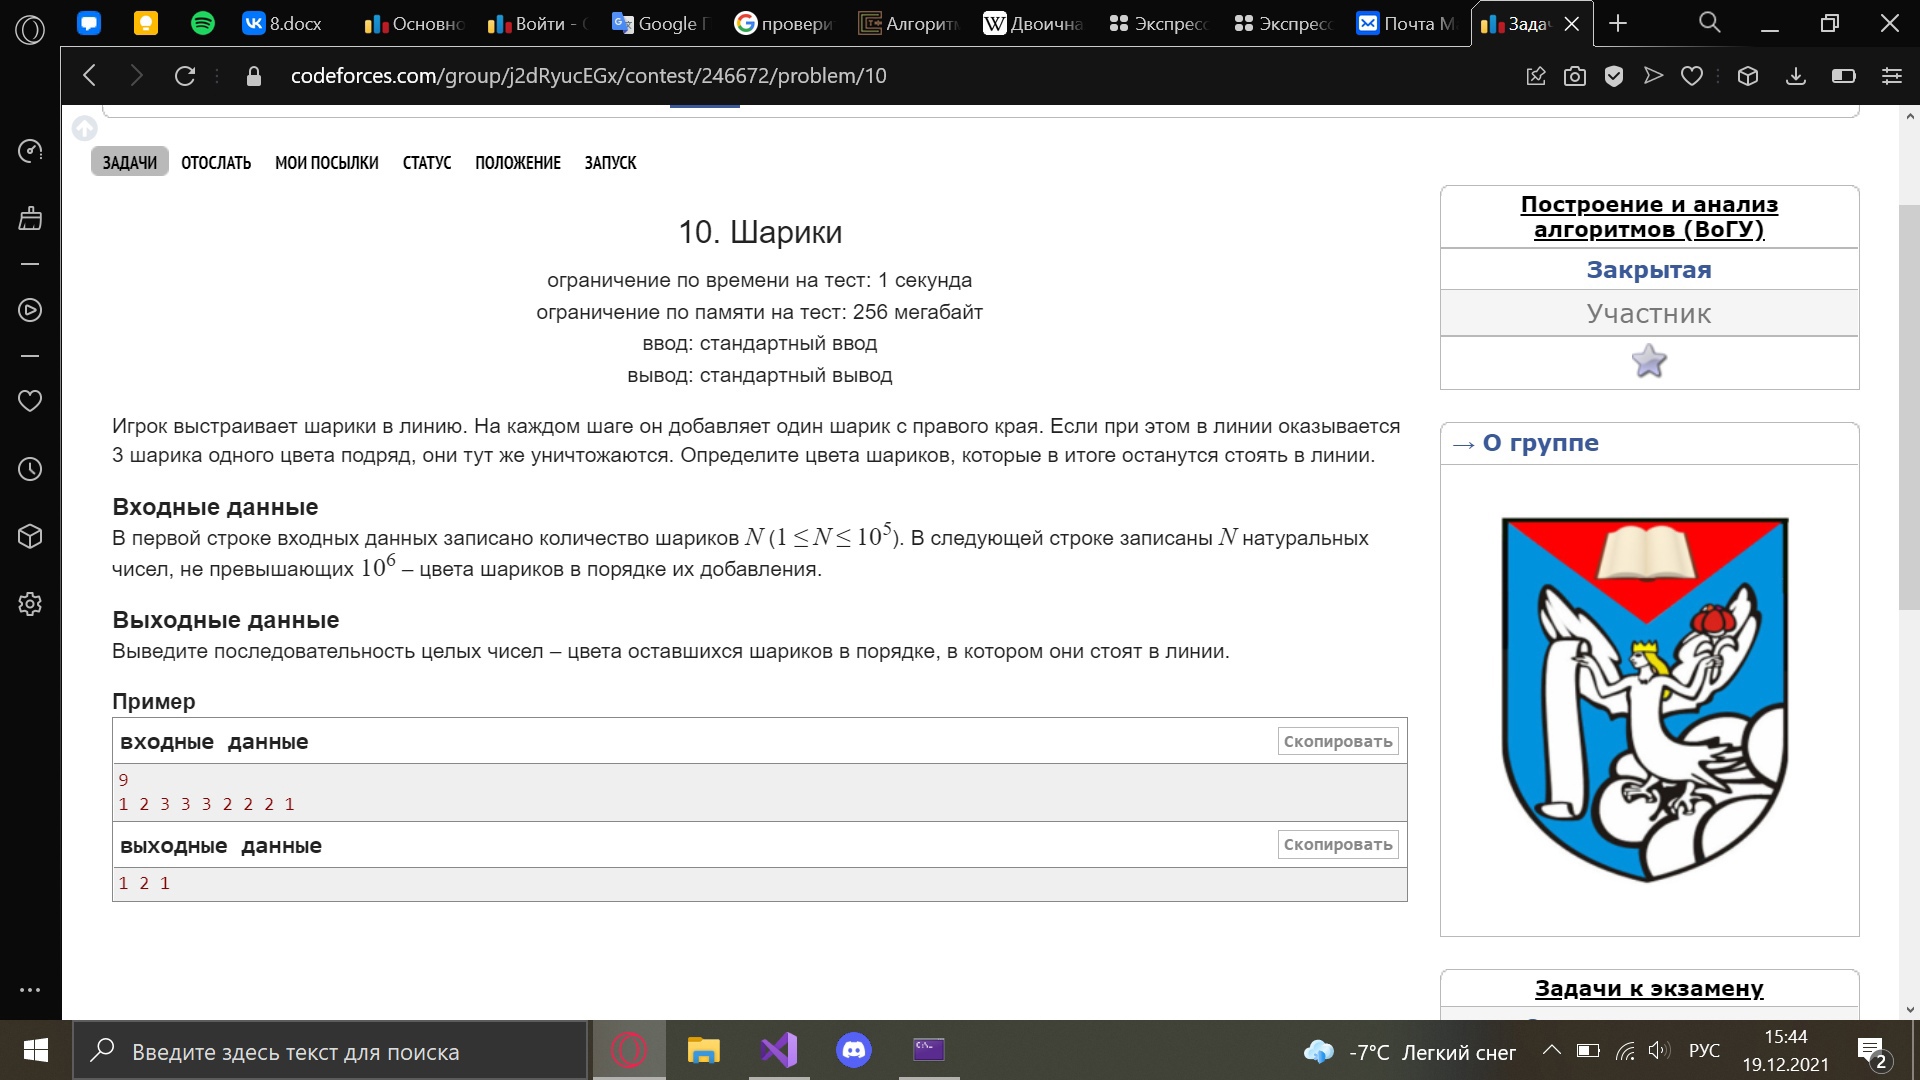 8.docx
Основно
Войти - С
Google П
провери
Алгоритм
Двоична
Экспресс
Экспресс
Почта М
Задач
codeforces.com/group/j2dRyucEGx/contest/246672/problem/10
ЗАДАЧИ ОТОСЛАТЬ МОИ ПОСЫЛКИ СТАТУС ПОЛОЖЕНИЕ ЗАПУСК
10. Шарики
ограничение по времени на тест: 1 секунда
ограничение по памяти на тест: 256 мегабайт
ввод: стандартный ввод
вывод: стандартный вывод
Игрок выстраивает шарики в линию. На каждом шаге он добавляет один шарик с правого края. Если при этом в линии оказывается
3 шарика одного цвета подряд, они тут же уничтожаются. Определите цвета шариков, которые в итоге останутся стоять в линии.
Входные данные
В первой строке входных данных записано количество шариков N (1 ≤ N ≤ 10^5). В следующей строке записаны N натуральных
чисел, не превышающих 10^6 – цвета шариков в порядке их добавления.
Выходные данные
Выведите последовательность целых чисел – цвета оставшихся шариков в порядке, в котором они стоят в линии.
Пример
входные данные
Скопировать
9
1 2 3 3 3 2 2 2 1
выходные данные
Скопировать
1 2 1
Построение и анализ
алгоритмов (ВоГУ)
Закрытая
Участник
→ О группе
Задачи к экзамену
Введите здесь текст для поиска
-7°C Легкий снег
РУС
15:44
19.12.2021
2